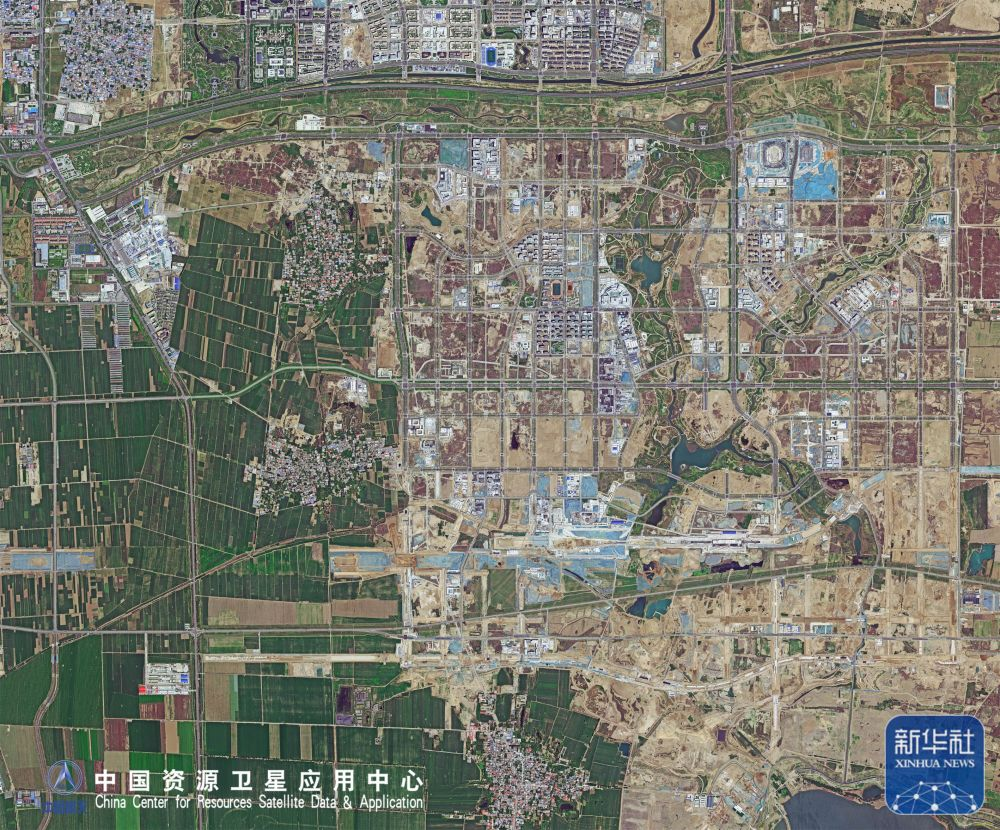 新华社
XINHUA NEWS
中国资源卫星应用中心
China Center for Resources Satellite Data & Application